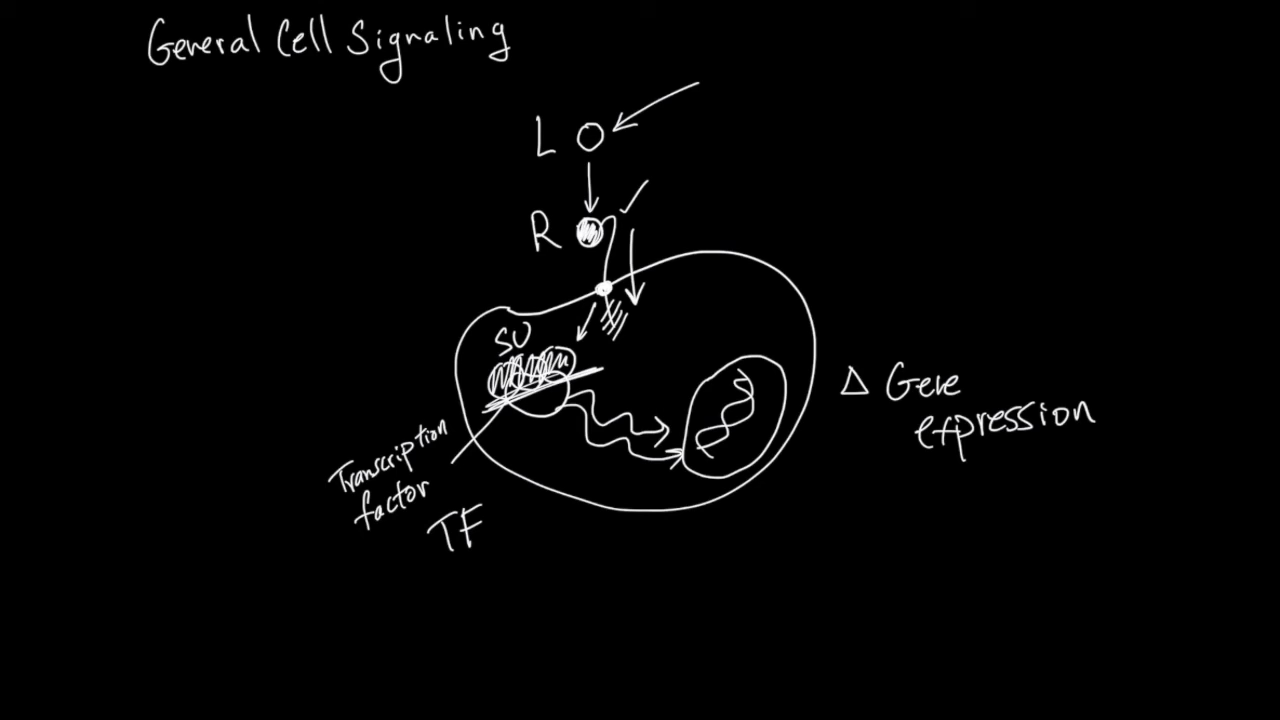 General Cell Signaling
L
R
SU
Δ Gene
expression
Transcription
factor
TF